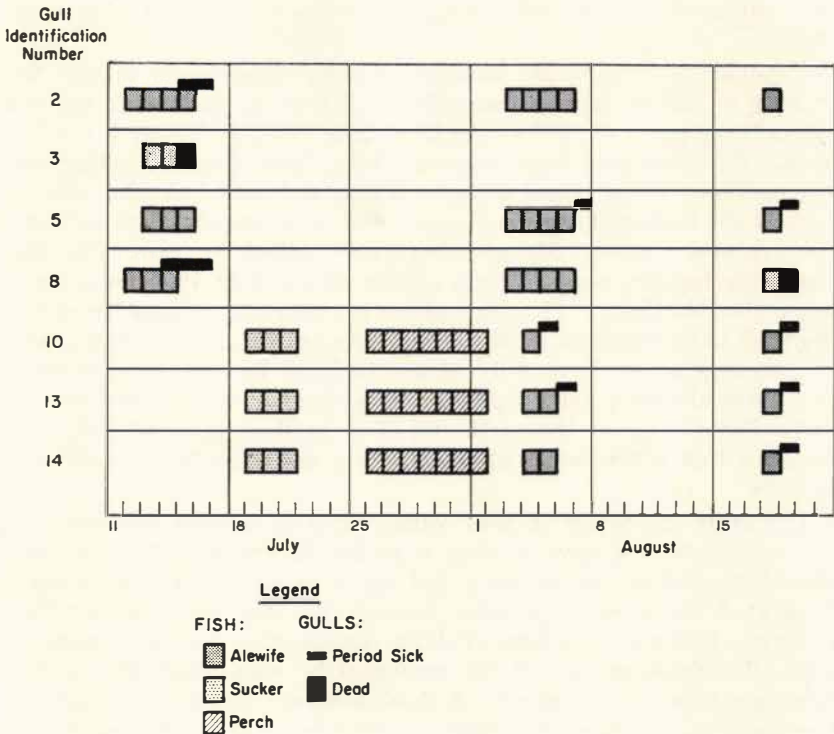 Gull
Identification
Number
2
3
5
8
10
13
14
11 18 25 1 8 15
July August
Legend
FISH: GULLS:
Alewife Period Sick
Sucker Dead
Perch